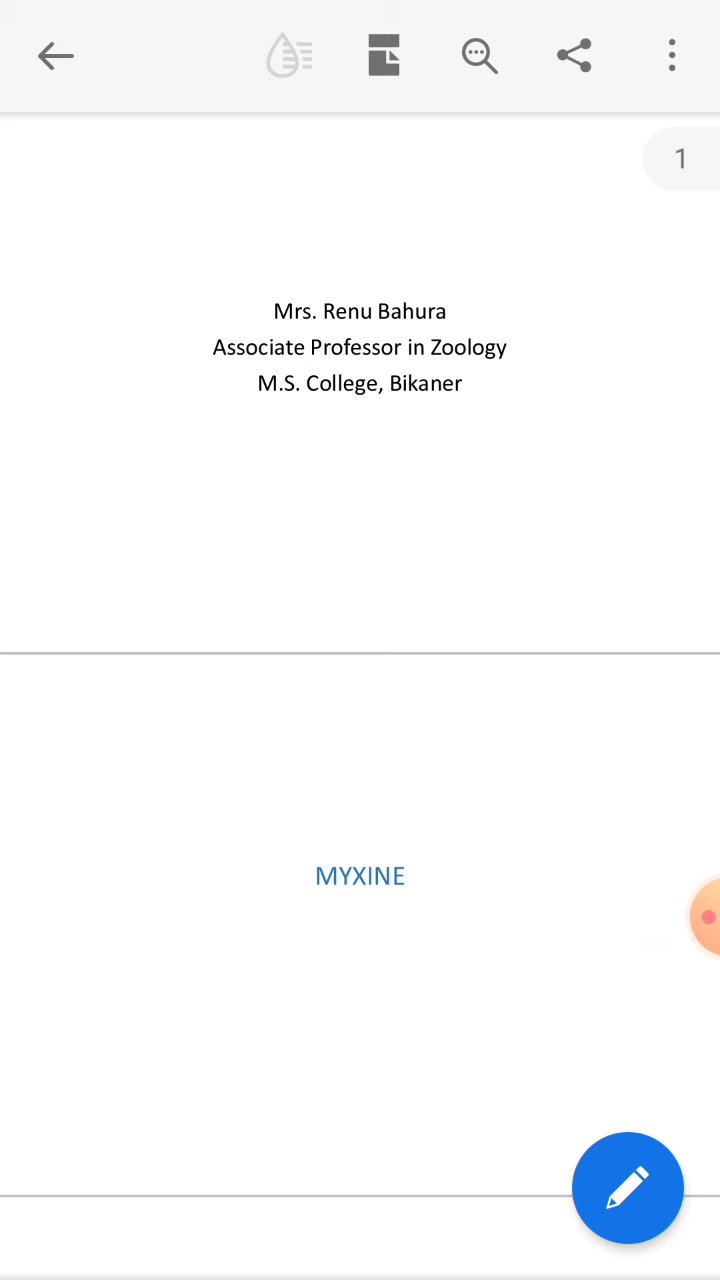 1
Mrs. Renu Bahura
Associate Professor in Zoology
M.S. College, Bikaner
MYXINE